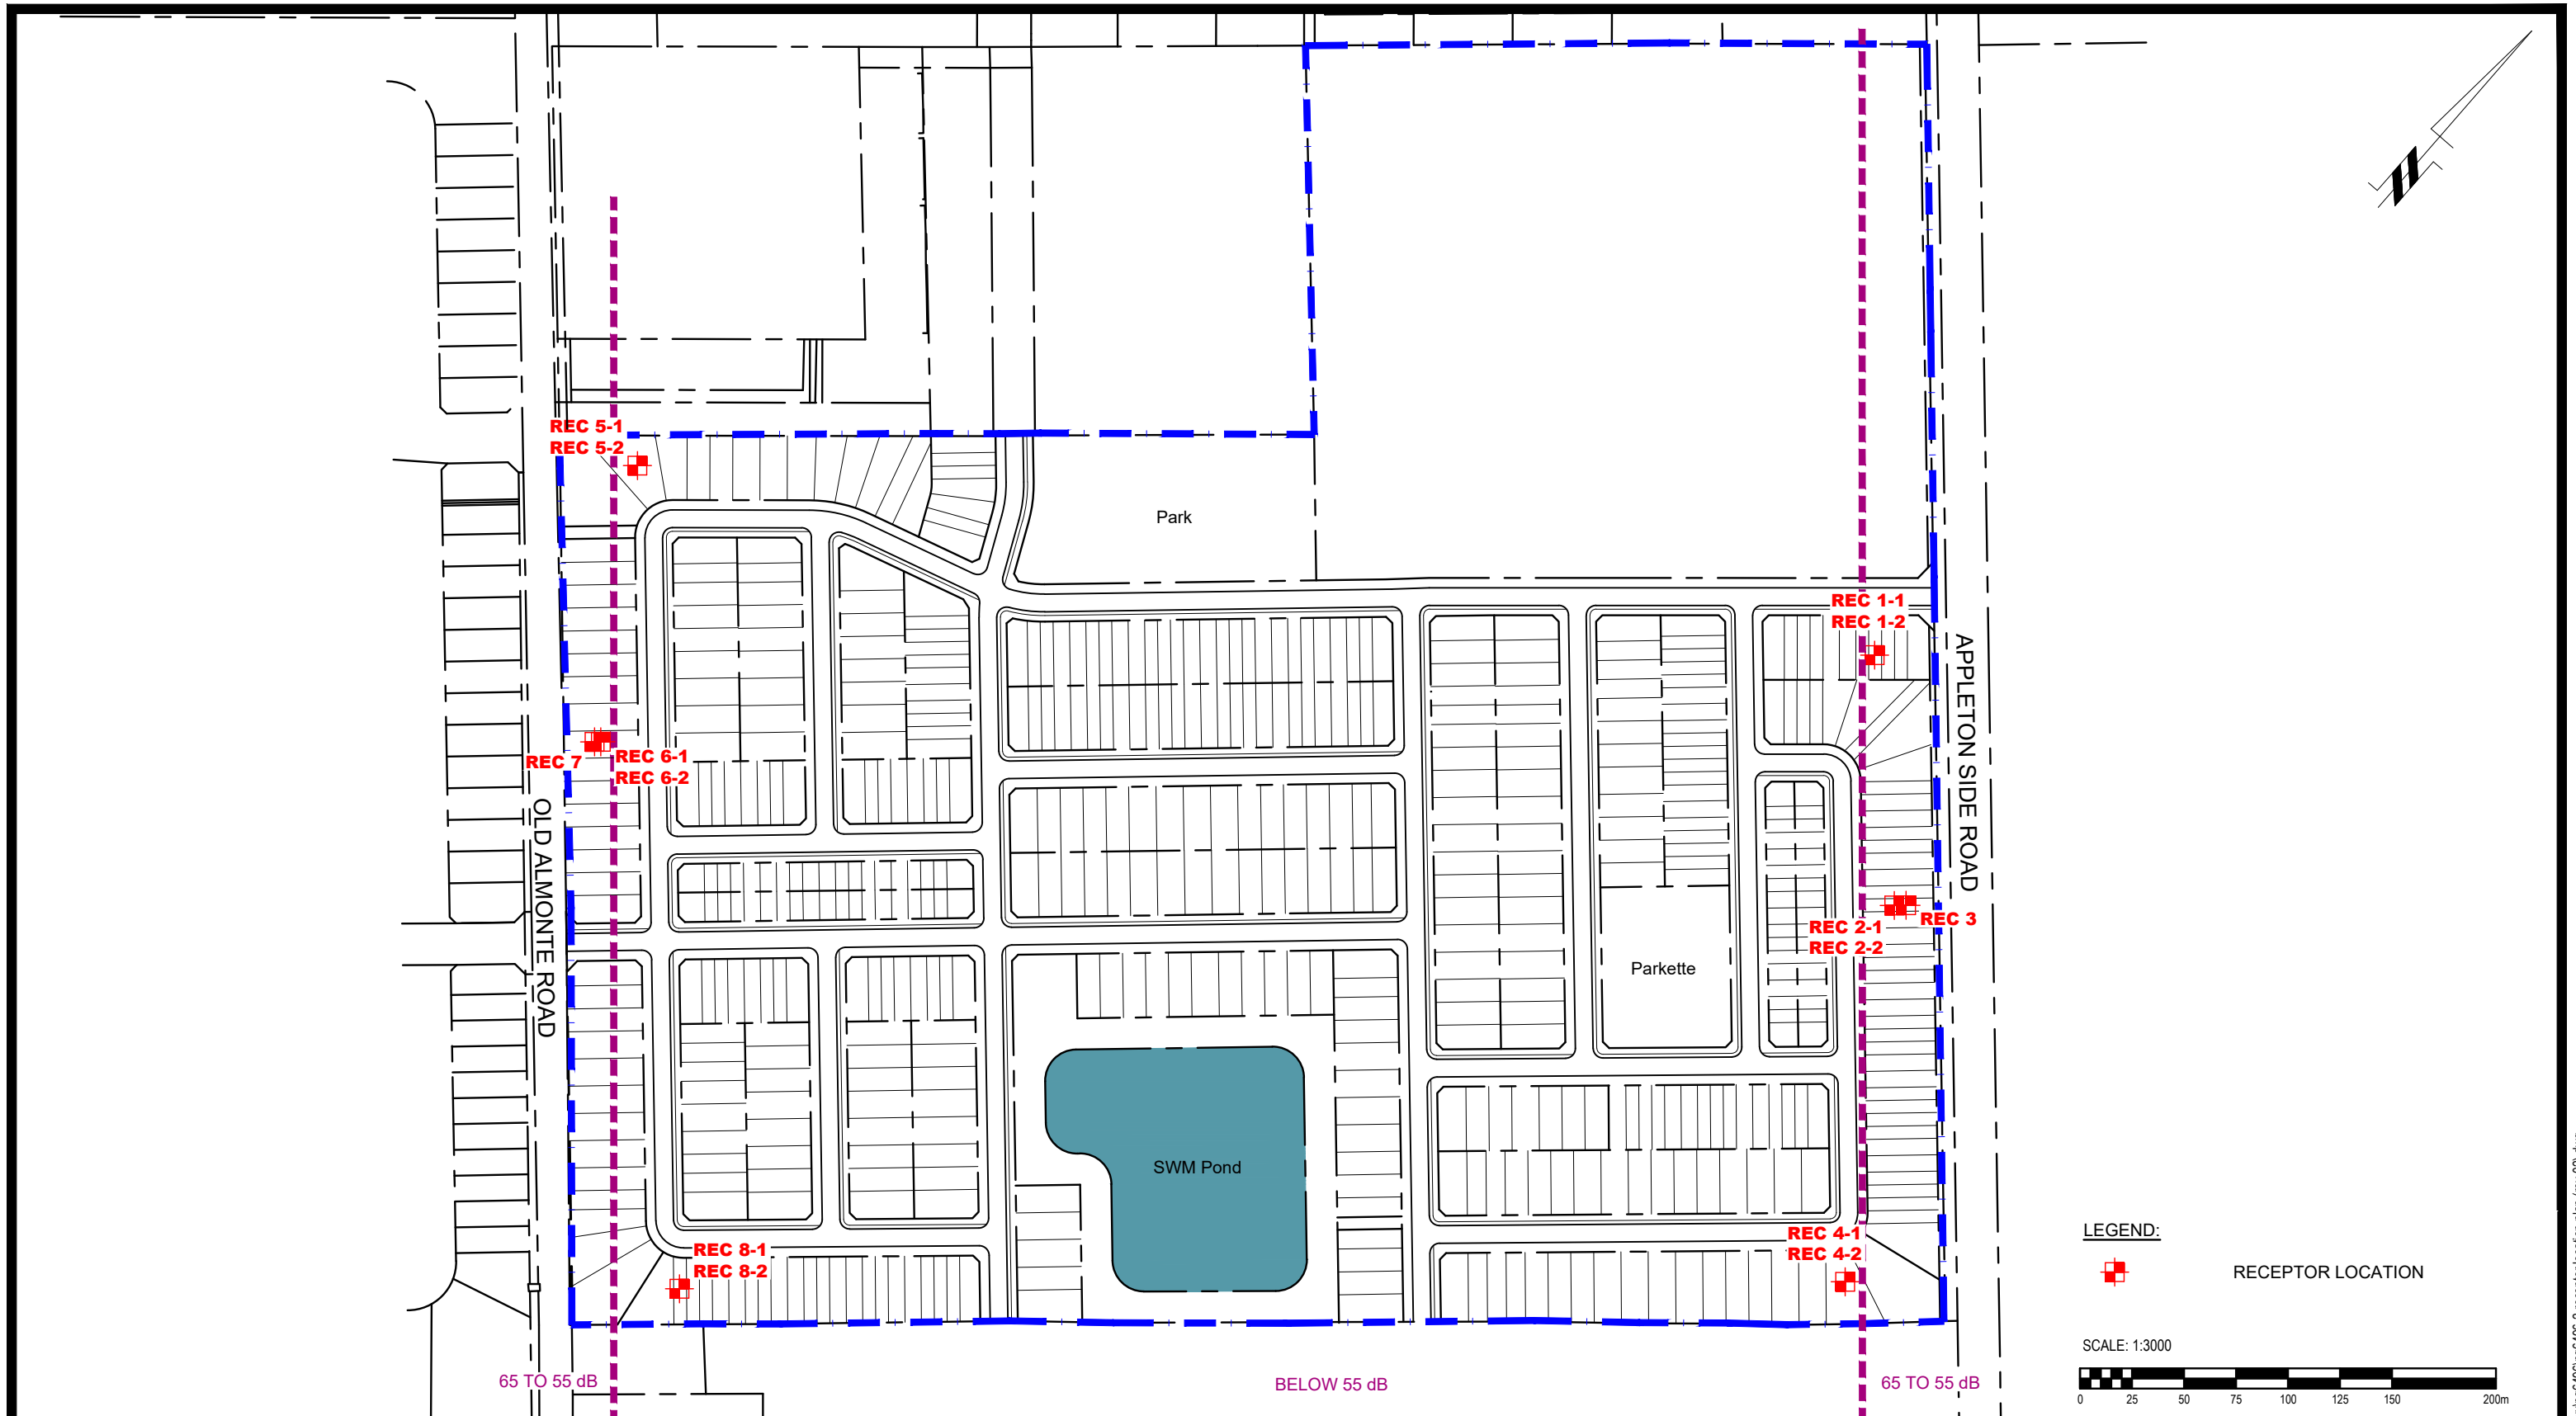 REC 5-1
REC 5-2
Park
REC 1-1
REC 1-2
APPLETON SIDE ROAD
REC 7
REC 6-1
REC 6-2
OLD ALMONTE ROAD
REC 3
REC 2-1
REC 2-2
Parkette
SWM Pond
REC 8-1
REC 8-2
REC 4-1
REC 4-2
LEGEND:
RECEPTOR LOCATION
SCALE: 1:3000
0 25 50 75 100 125 150 200m
65 TO 55 dB
BELOW 55 dB
65 TO 55 dB